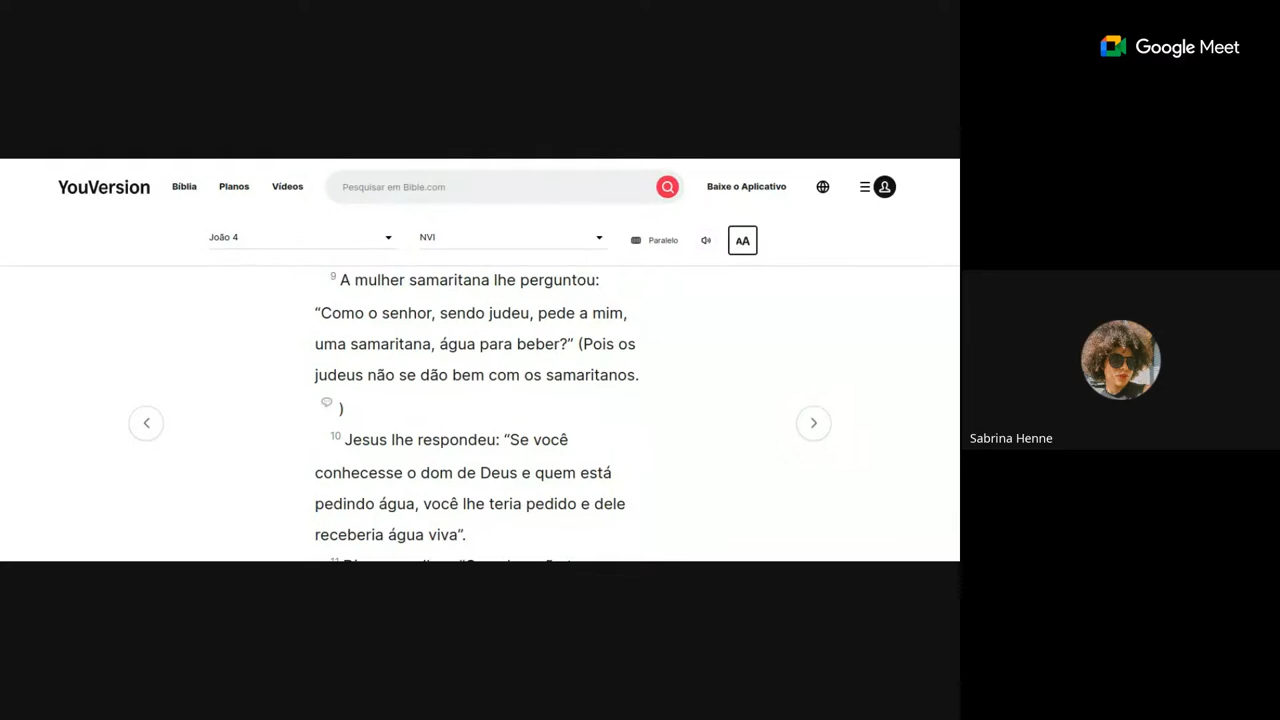 Google Meet
YouVersion Bíblia Planos Vídeos Pesquisar em Bible.com Baixe o Aplicativo
João 4 NVI Paralelo AA
9 A mulher samaritana lhe perguntou:
“Como o senhor, sendo judeu, pede a mim,
uma samaritana, água para beber?” (Pois os
judeus não se dão bem com os samaritanos.
)
10 Jesus lhe respondeu: “Se você
conhecesse o dom de Deus e quem está
pedindo água, você lhe teria pedido e dele
receberia água viva”.
Sabrina Henne